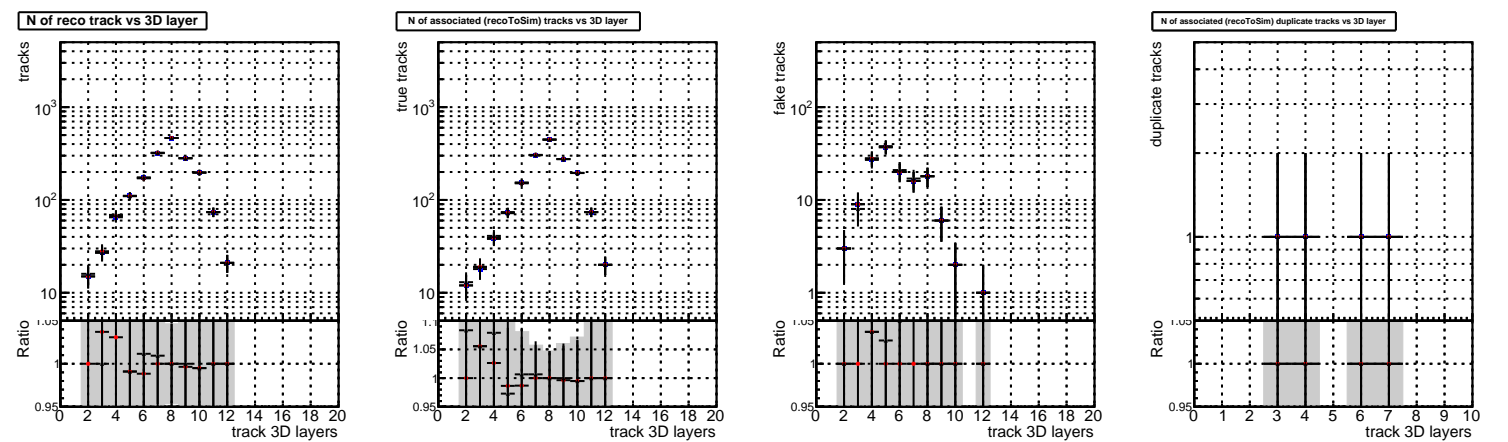 N of reco track vs 3D layer
tracks
10³
10²
10
Ratio
1.05
1
0.95
0 2 4 6 8 10 12 14 16 18 20
track 3D layers
N of associated (recoToSim) tracks vs 3D layer
true tracks
10³
10²
10
Ratio
1.1
1.05
1
0.95
0 2 4 6 8 10 12 14 16 18 20
track 3D layers
fake tracks
10²
10
1
Ratio
1.05
1
0.95
0 2 4 6 8 10 12 14 16 18 20
track 3D layers
N of associated (recoToSim) duplicate tracks vs 3D layer
duplicate tracks
1
Ratio
1.05
1
0.95
0 1 2 3 4 5 6 7 8 9 10
track 3D layers